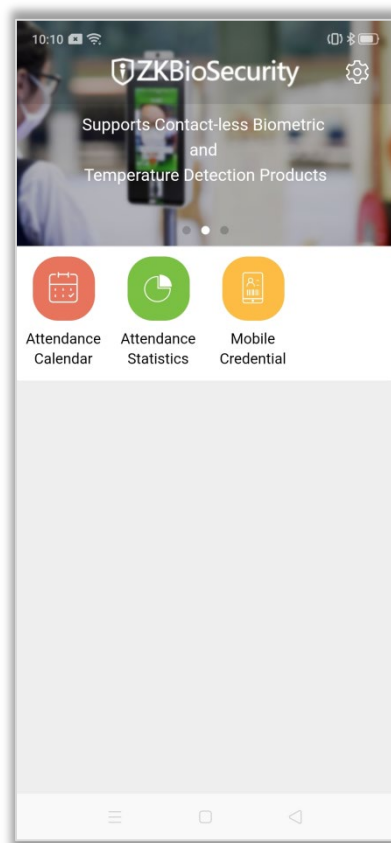 10:10
ZKBioSecurity
Supports Contact-less Biometric
and
Temperature Detection Products
Attendance
Calendar
Attendance
Statistics
Mobile
Credential